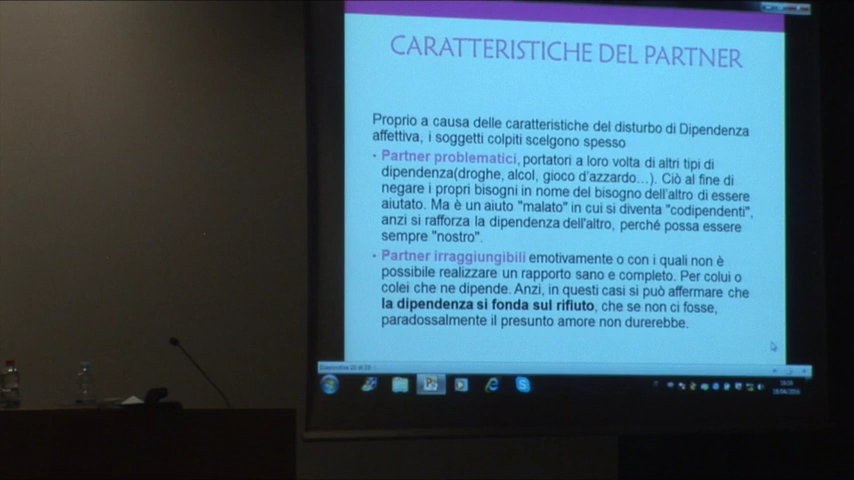 CARATTERISTICHE DEL PARTNER
Proprio a causa delle caratteristiche del disturbo di Dipendenza
affettiva, i soggetti colpiti scelgono spesso
• Partner problematici, portatori a loro volta di altri tipi di
dipendenza(droghe, alcol, gioco d'azzardo...). Ciò al fine di
negare i propri bisogni in nome del bisogno dell'altro di essere
aiutato. Ma è un aiuto "malato" in cui si diventa "codipendenti",
anzi si rafforza la dipendenza dell'altro, perché possa essere
sempre "nostro".
• Partner irraggiungibili emotivamente o con i quali non è
possibile realizzare un rapporto sano e completo. Per colui o
colei che ne dipende. Anzi, in questi casi si può affermare che
la dipendenza si fonda sul rifiuto, che se non ci fosse,
paradossalmente il presunto amore non durerebbe.